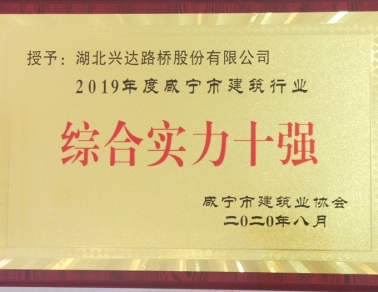 授予：湖北兴达路桥股份有限公司
2019年度咸宁市建筑行业
综合实力十强
咸宁市建筑业协会
二〇二〇年八月